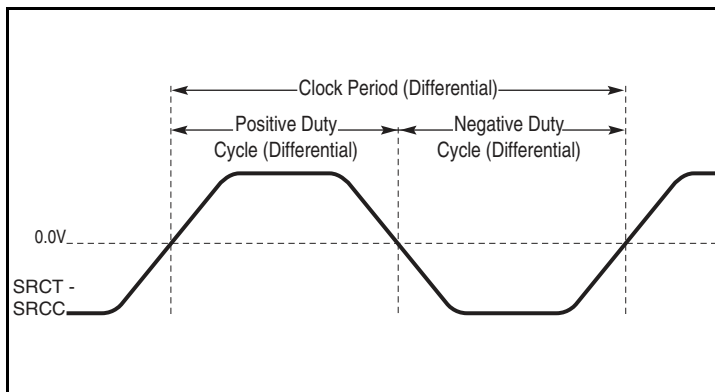 Clock Period (Differential)
Positive Duty
Cycle (Differential)
Negative Duty
Cycle (Differential)
0.0V
SRCT -
SRCC